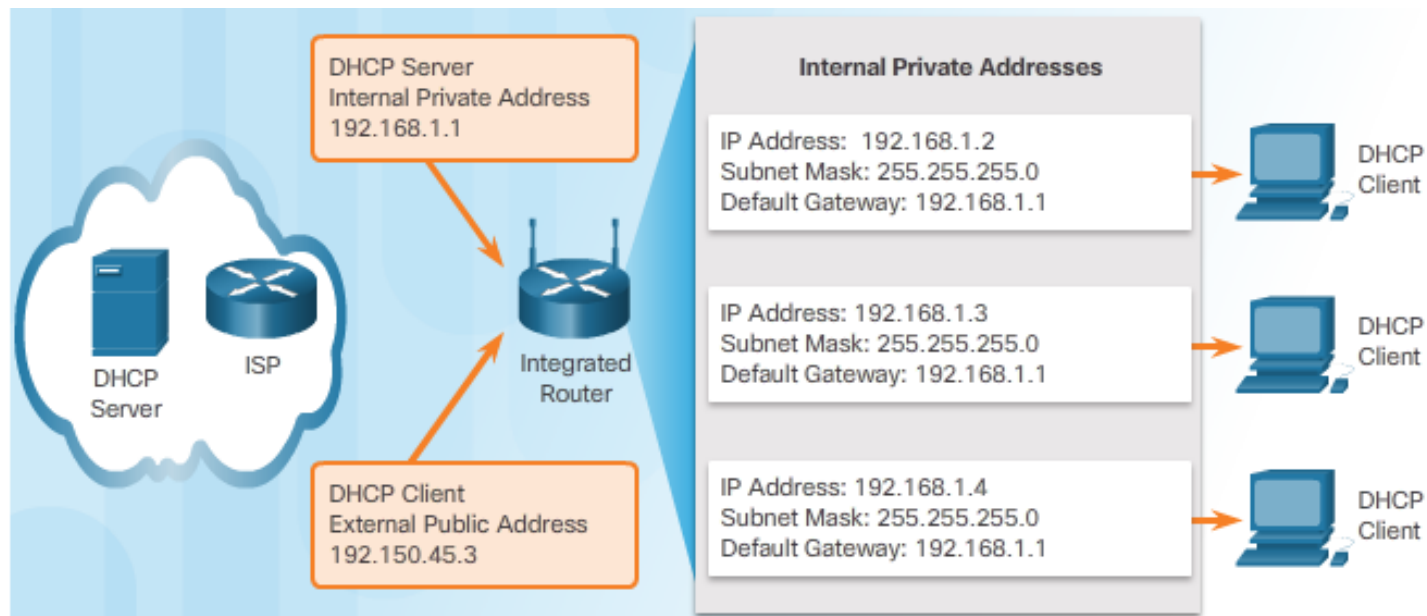 DHCP Server
Internal Private Address
192.168.1.1
DHCP
Server
ISP
Integrated
Router
DHCP Client
External Public Address
192.150.45.3
Internal Private Addresses
IP Address: 192.168.1.2
Subnet Mask: 255.255.255.0
Default Gateway: 192.168.1.1
DHCP
Client
IP Address: 192.168.1.3
Subnet Mask: 255.255.255.0
Default Gateway: 192.168.1.1
DHCP
Client
IP Address: 192.168.1.4
Subnet Mask: 255.255.255.0
Default Gateway: 192.168.1.1
DHCP
Client